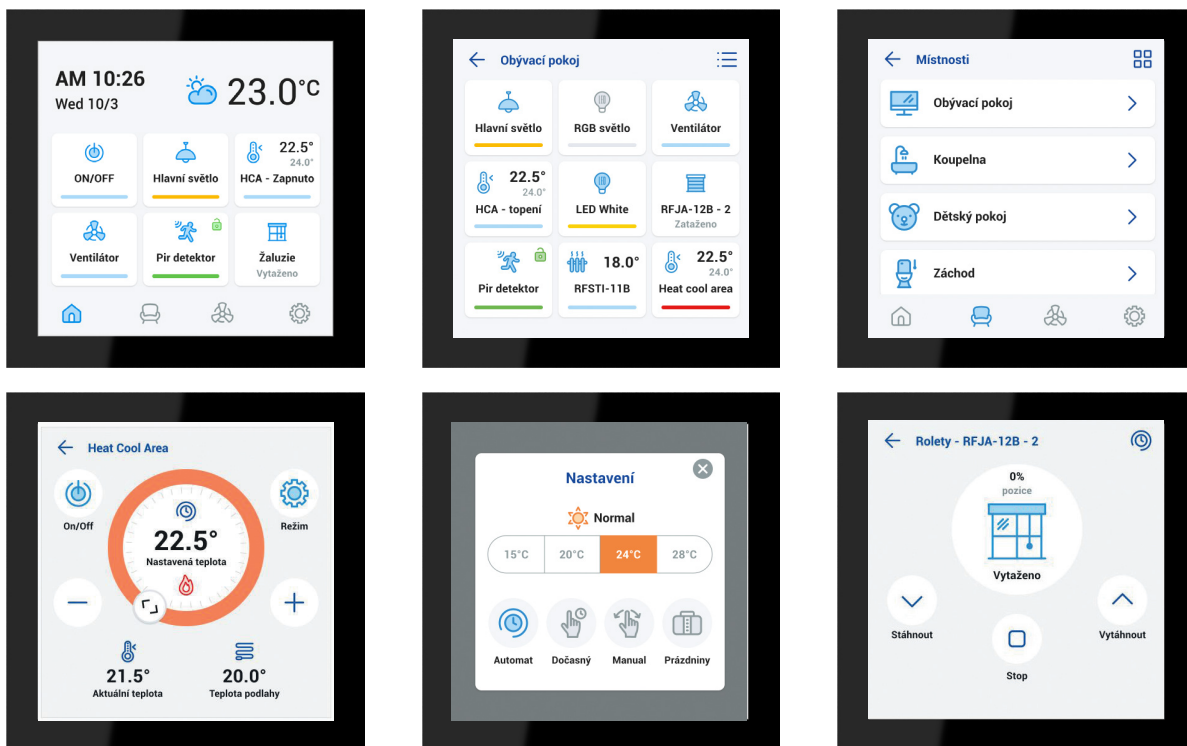 AM 10:26
Wed 10/3
23.0°C
ON/OFF
Hlavní světlo
22.5°
24.0°
HCA - Zapnuto
Ventilátor
Pir detektor
Žaluzie
Vytaženo
Obývací pokoj
Hlavní světlo
RGB světlo
Ventilátor
22.5°
24.0°
HCA - topení
LED White
RFJA-12B - 2
Zataženo
Pir detektor
18.0°
RFSTI-11B
22.5°
24.0°
Heat cool area
Místnosti
Obývací pokoj
Koupelna
Dětský pokoj
Záchod
Heat Cool Area
On/Off
Režim
22.5°
Nastavená teplota
21.5°
Aktuální teplota
20.0°
Teplota podlahy
Nastavení
Normal
15°C 20°C 24°C 28°C
Automat Dočasný Manual Prázdniny
Rolety - RFJA-12B - 2
0%
pozice
Vytaženo
Stáhnout
Vytáhnout
Stop